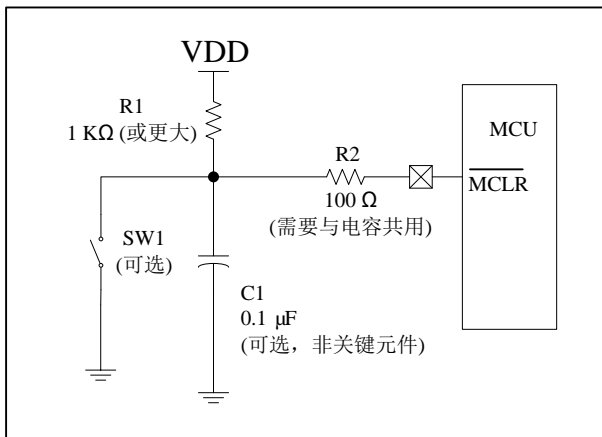 VDD
R1
1 KΩ (或更大)
MCU
R2
MCLR
100 Ω
(需要与电容共用)
SW1
(可选)
C1
0.1 μF
(可选，非关键元件)